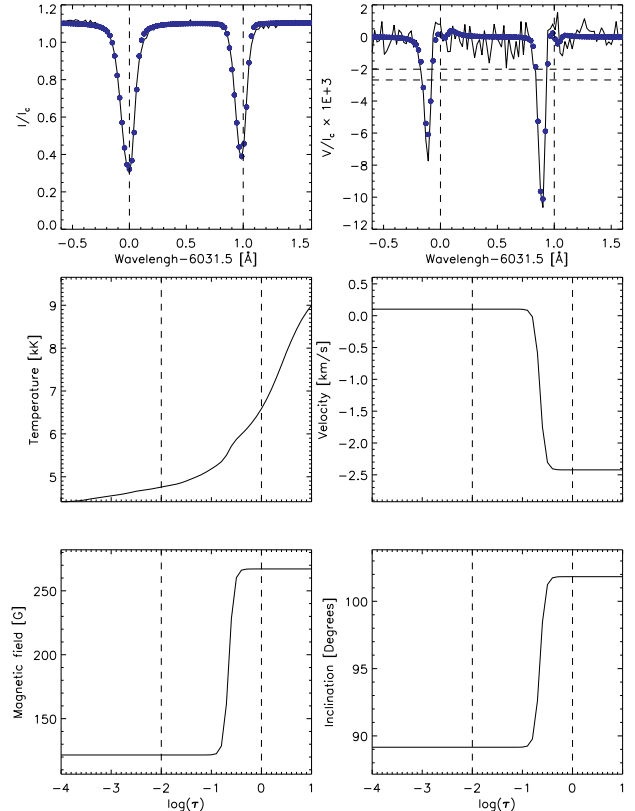 I/I_c
1.2
1.0
0.8
0.6
0.4
0.2
0.0
−0.5 0.0 0.5 1.0 1.5
Wavelengh−6031.5 [Å]
V/I_c × 1E+3
2
0
−2
−4
−6
−8
−10
−12
−0.5 0.0 0.5 1.0 1.5
Wavelengh−6031.5 [Å]
Temperature [kK]
9
8
7
6
5
Velocity [km/s]
0.5
0.0
−0.5
−1.0
−1.5
−2.0
−2.5
Magnetic field [G]
250
200
150
−4 −3 −2 −1 0 1
log(τ)
Inclination [Degrees]
100
95
90
−4 −3 −2 −1 0 1
log(τ)